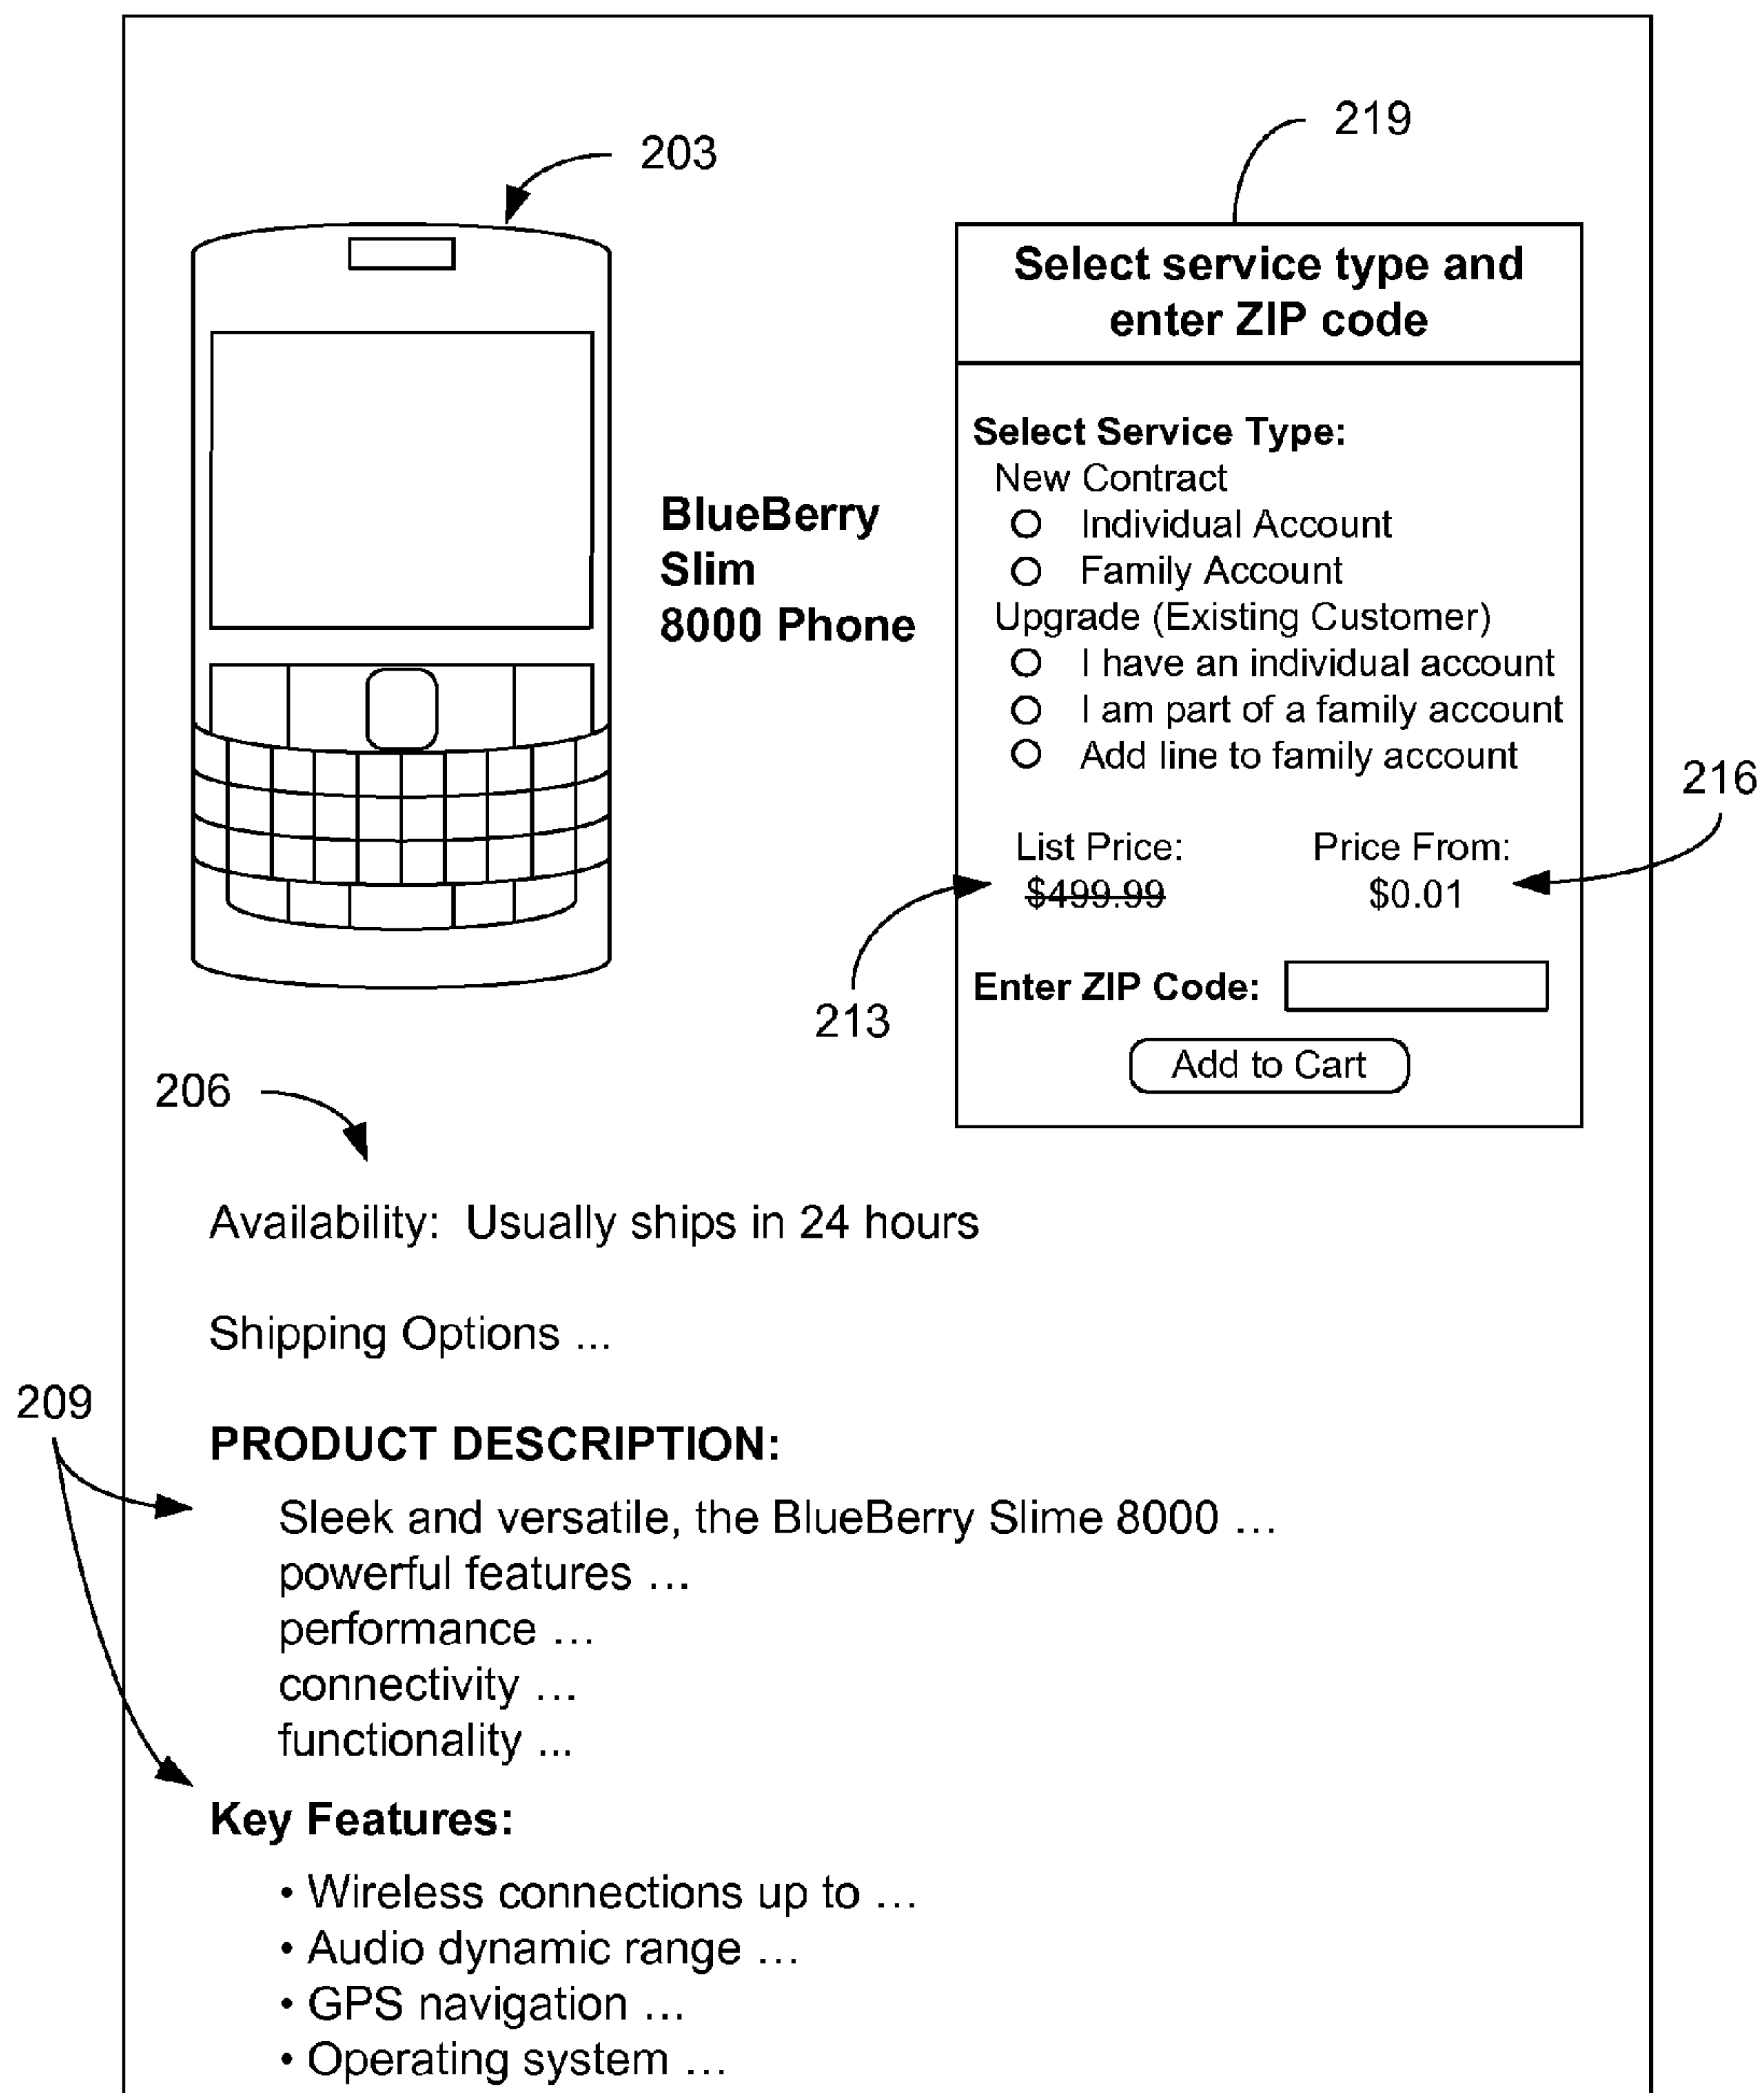 203
219
Select service type and
enter ZIP code
BlueBerry
Slim
8000 Phone
Select Service Type:
New Contract
Individual Account
Family Account
Upgrade (Existing Customer)
I have an individual account
I am part of a family account
Add line to family account
216
List Price:
Price From:
$499.99
$0.01
213
Enter ZIP Code:
Add to Cart
206
Availability: Usually ships in 24 hours
Shipping Options ...
209
PRODUCT DESCRIPTION:
Sleek and versatile, the BlueBerry Slime 8000 ...
powerful features ...
performance ...
connectivity ...
functionality ...
Key Features:
• Wireless connections up to ...
• Audio dynamic range ...
• GPS navigation ...
• Operating system ...